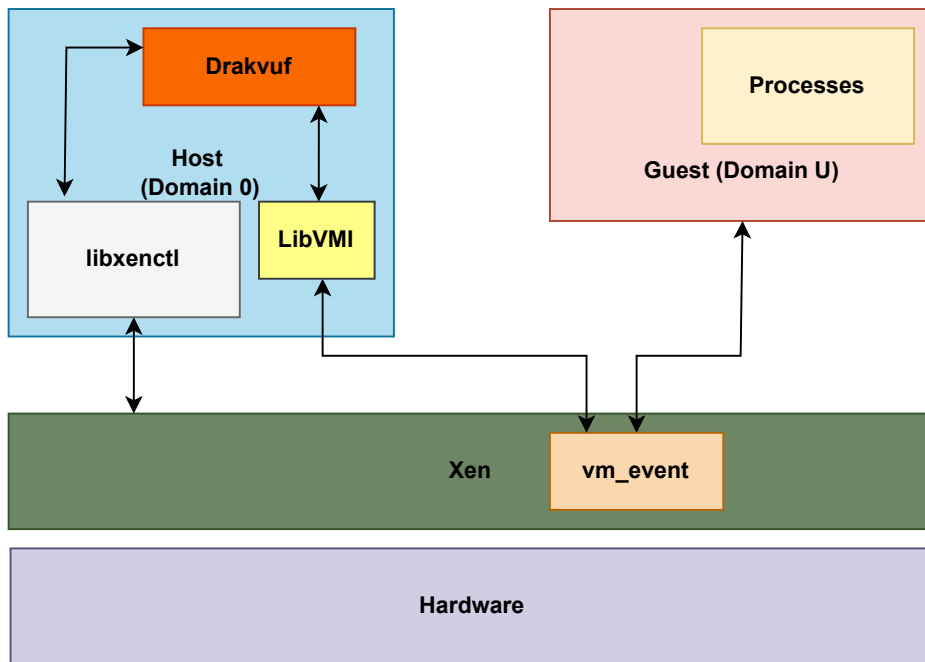 Drakvuf
Host
(Domain 0)
libxenctl
LibVMI
Processes
Guest (Domain U)
Xen
vm_event
Hardware